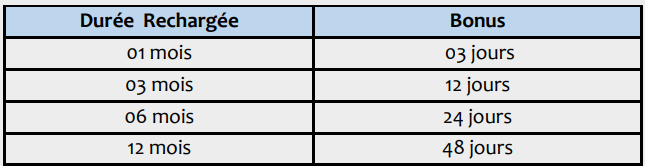 Durée Rechargée Bonus
01 mois 03 jours
03 mois 12 jours
06 mois 24 jours
12 mois 48 jours